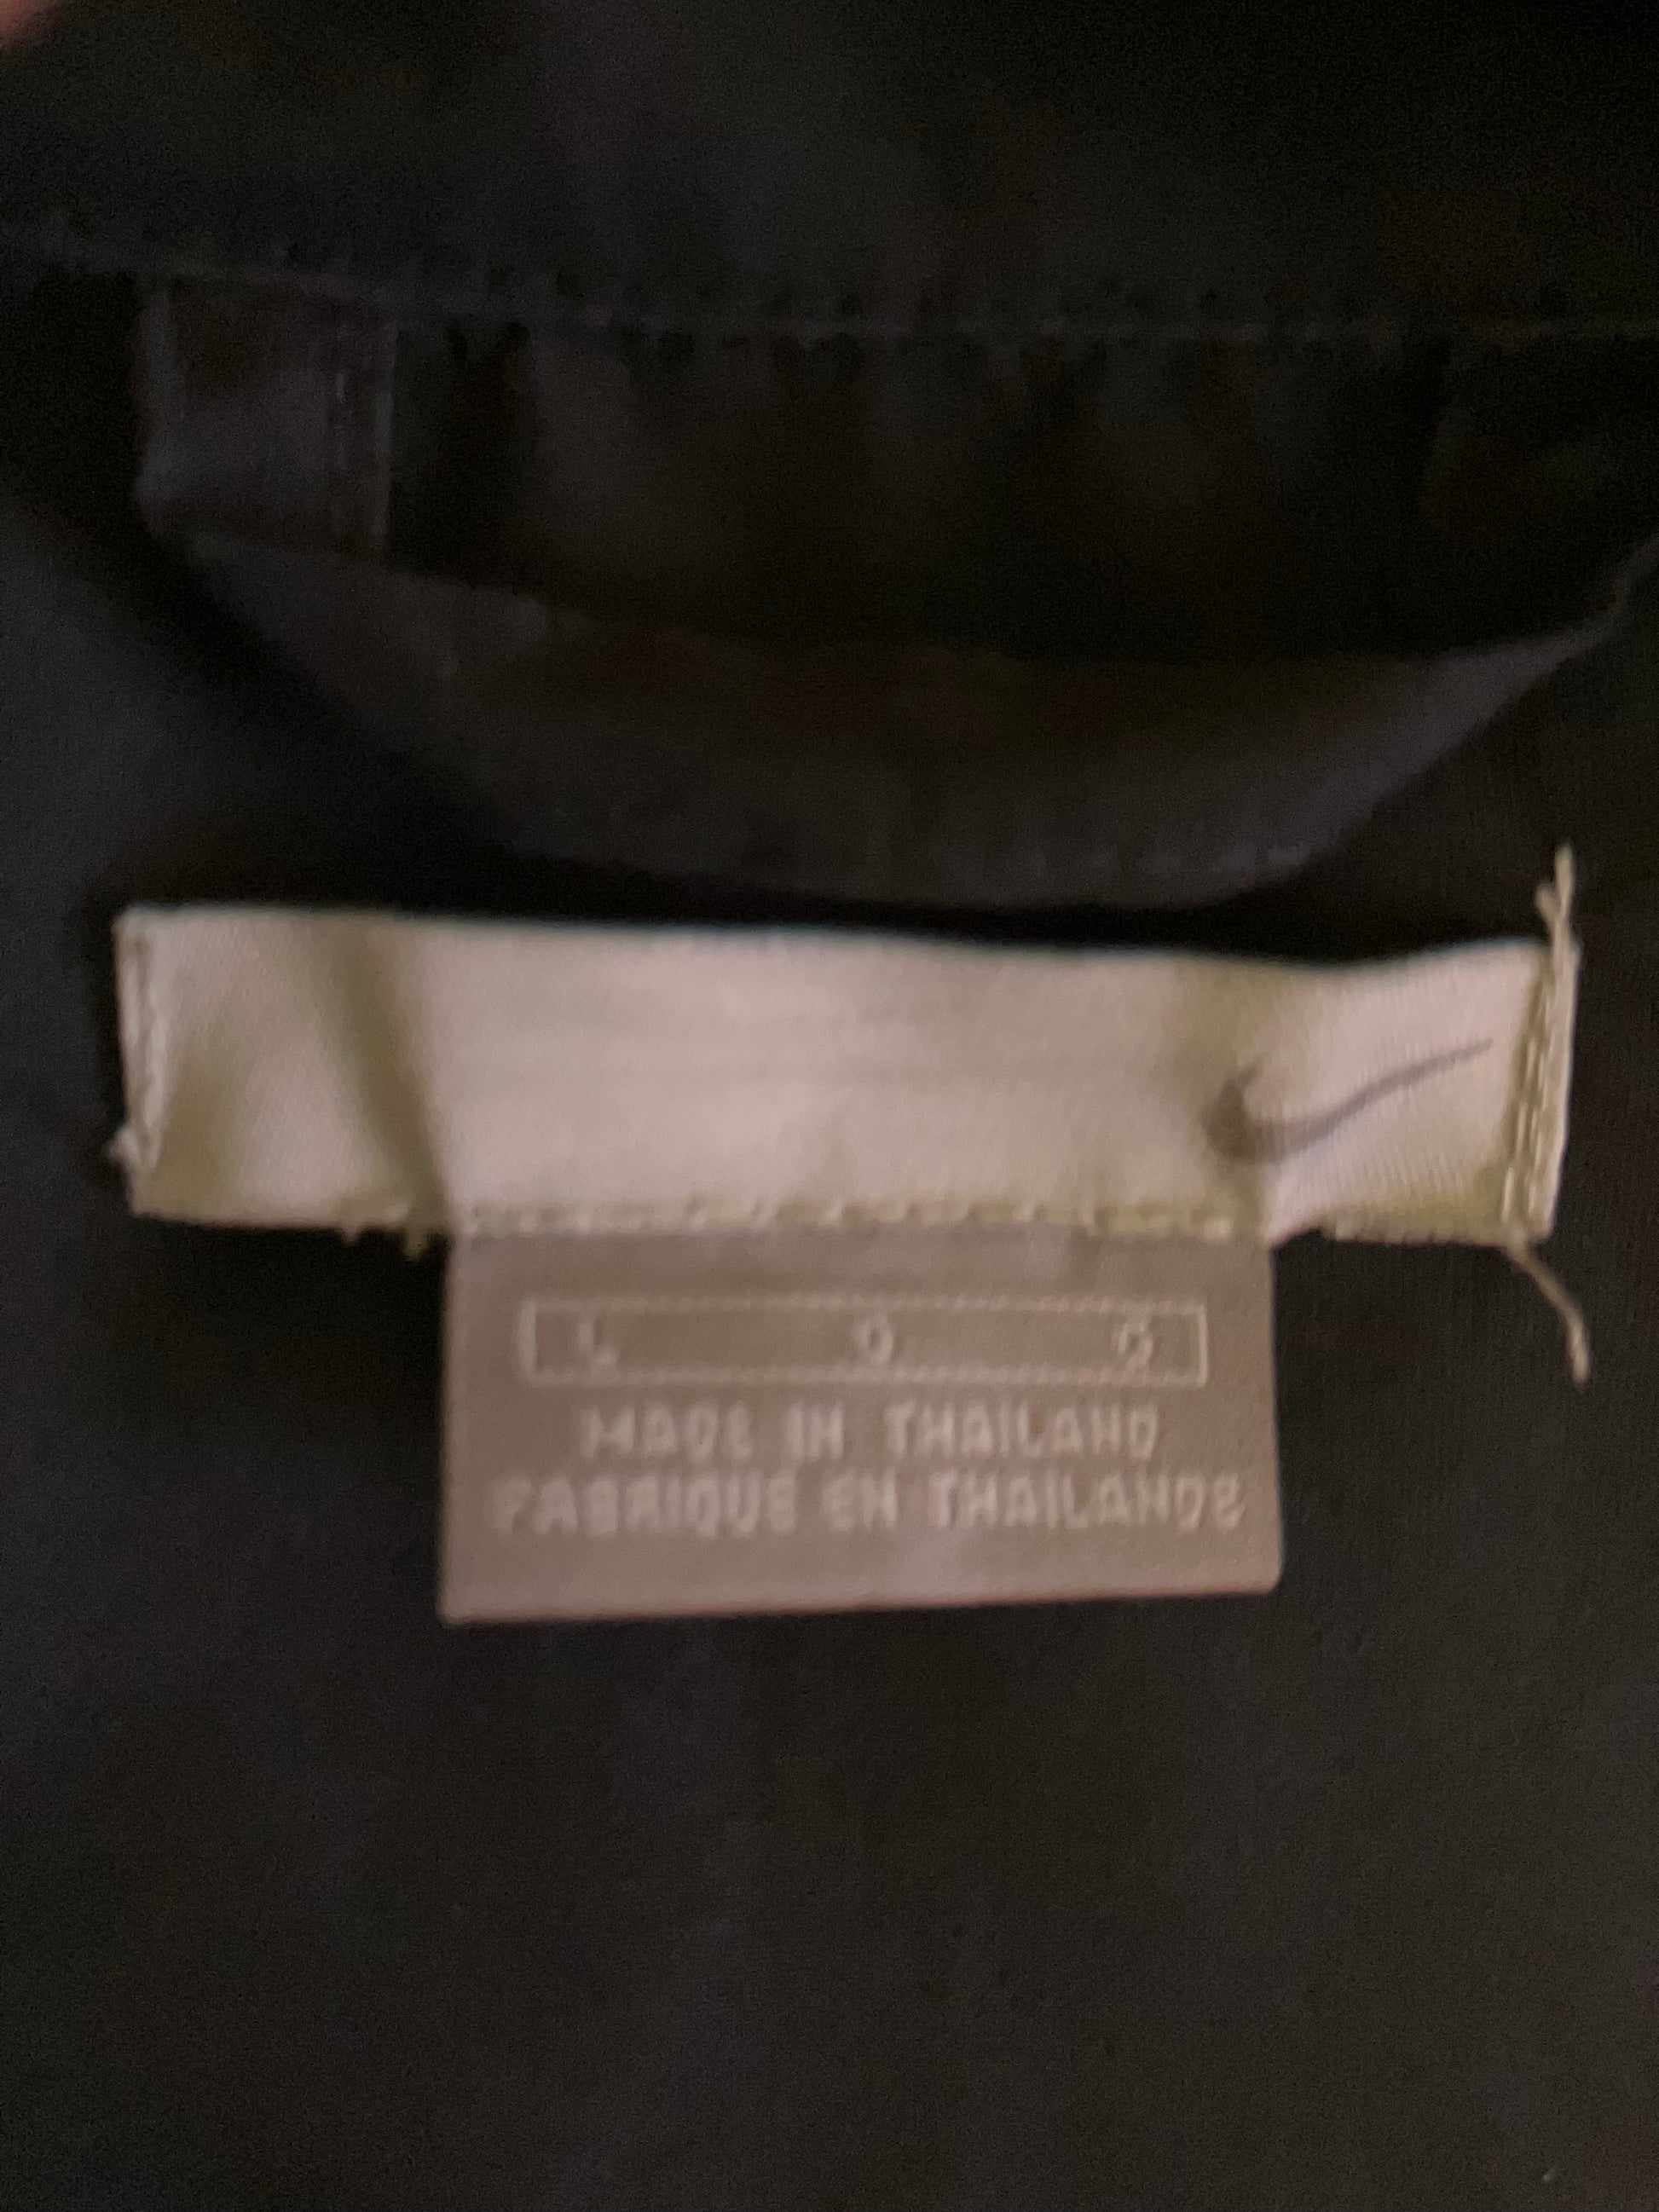 L G G
MADE IN THAILAND
FABRIQUE EN THAILANDE